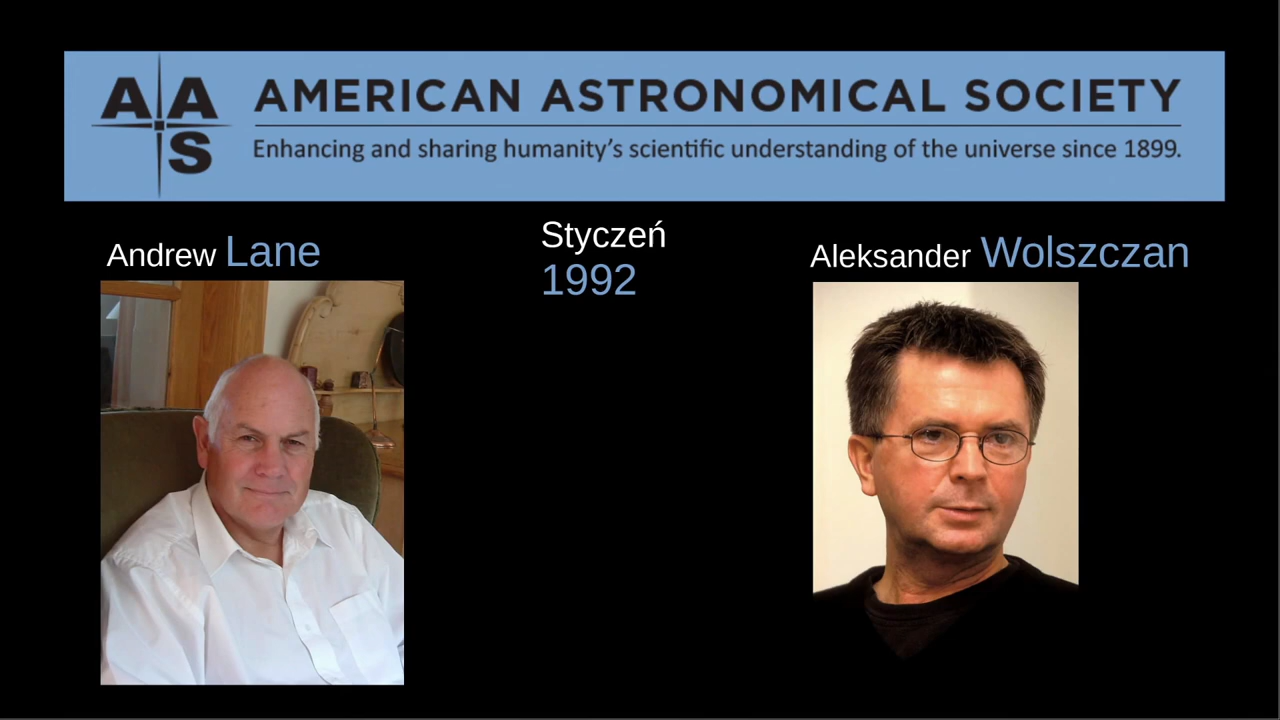 AAS
AMERICAN ASTRONOMICAL SOCIETY
Enhancing and sharing humanity's scientific understanding of the universe since 1899.
Andrew Lane
Styczeń
1992
Aleksander Wolszczan